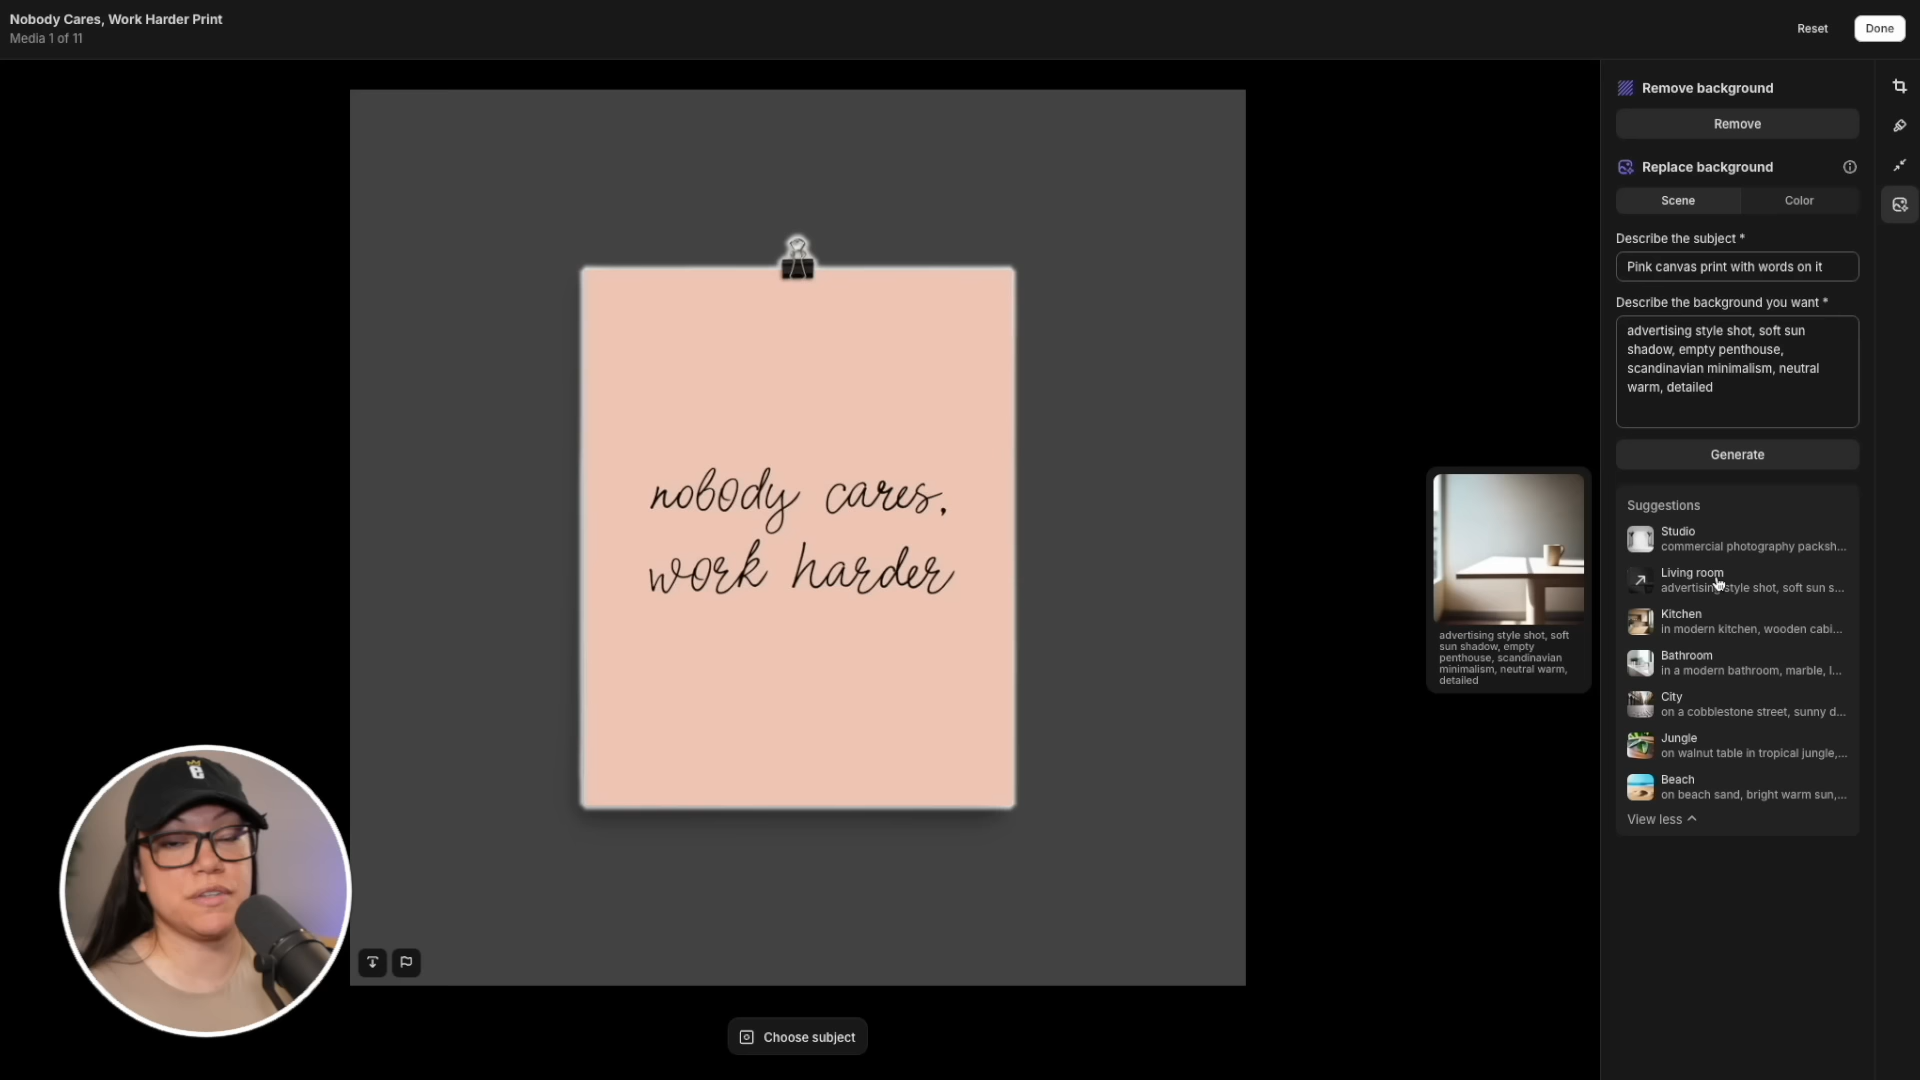 Nobody Cares, Work Harder Print
Media 1 of 11
Reset
Done
Remove background
Remove
Replace background
Scene
Color
Describe the subject *
Pink canvas print with words on it
Describe the background you want *
advertising style shot, soft sun
shadow, empty penthouse,
scandinavian minimalism, neutral
warm, detailed
Generate
Suggestions
Studio
commercial photography packsh...
Living room
advertising style shot, soft sun s...
Kitchen
in modern kitchen, wooden cabi...
Bathroom
in a modern bathroom, marble, l...
City
on a cobblestone street, sunny d...
Jungle
on walnut table in tropical jungle,...
Beach
on beach sand, bright warm sun,...
View less
advertising style shot, soft
sun shadow, empty
penthouse, scandinavian
minimalism, neutral warm,
detailed
nobody cares,
work harder
B
Choose subject